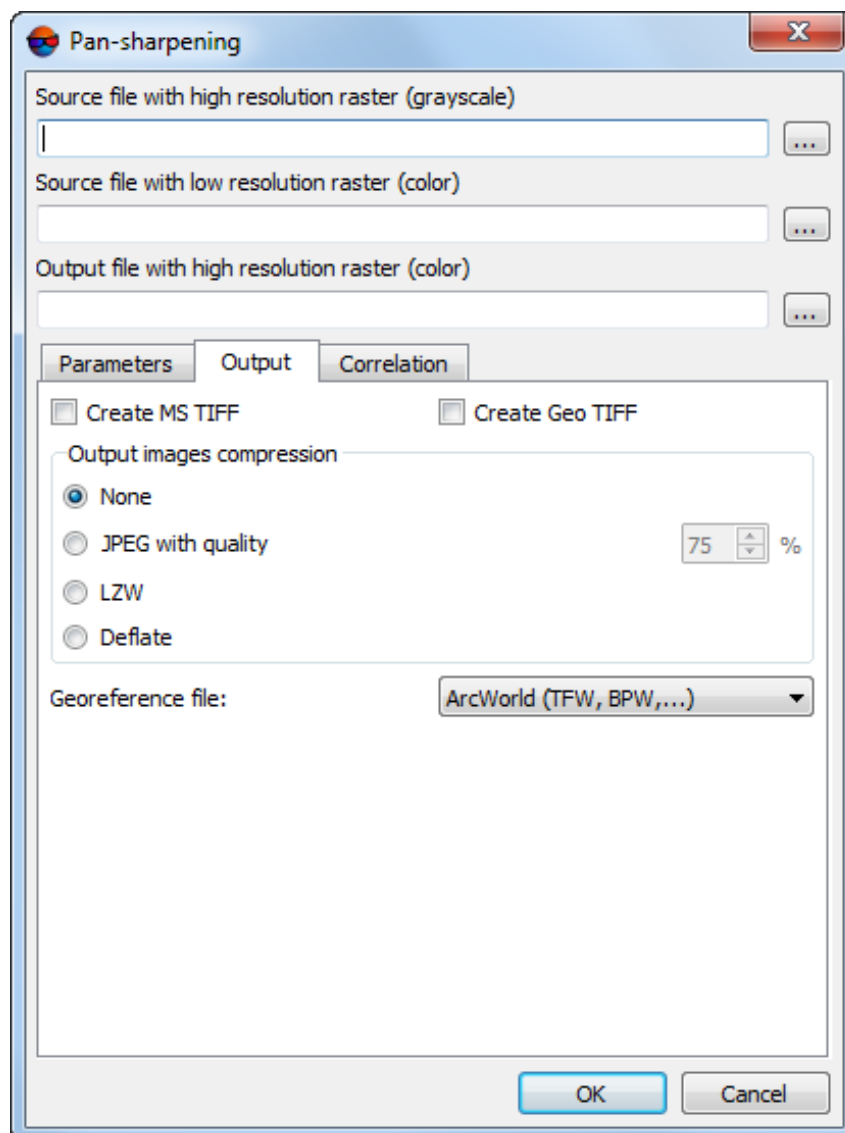 Pan-sharpening
Source file with high resolution raster (grayscale)
...
Source file with low resolution raster (color)
...
Output file with high resolution raster (color)
...
Parameters Output Correlation
Create MS TIFF Create Geo TIFF
Output images compression
None
JPEG with quality 75 %
LZW
Deflate
Georeference file: ArcWorld (TFW, BPW,...)
OK Cancel